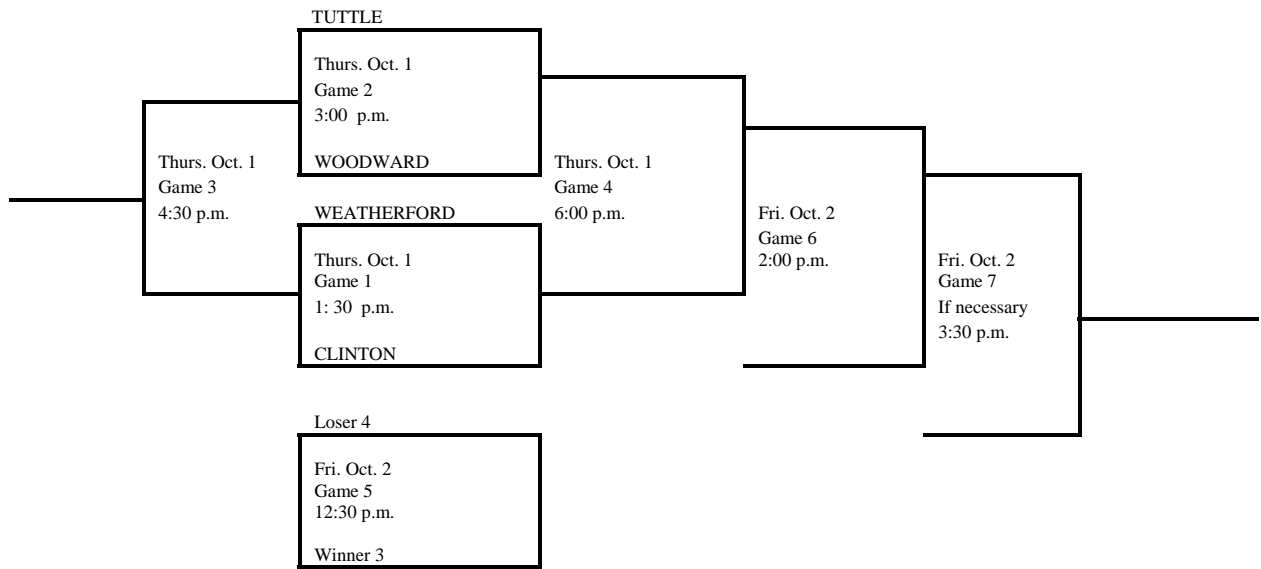 TUTTLE
Thurs. Oct. 1
Game 2
3:00 p.m.
WOODWARD
Thurs. Oct. 1
Game 3
4:30 p.m.
WEATHERFORD
Thurs. Oct. 1
Game 1
1: 30 p.m.
CLINTON
Thurs. Oct. 1
Game 4
6:00 p.m.
Fri. Oct. 2
Game 6
2:00 p.m.
Fri. Oct. 2
Game 7
If necessary
3:30 p.m.
Loser 4
Fri. Oct. 2
Game 5
12:30 p.m.
Winner 3